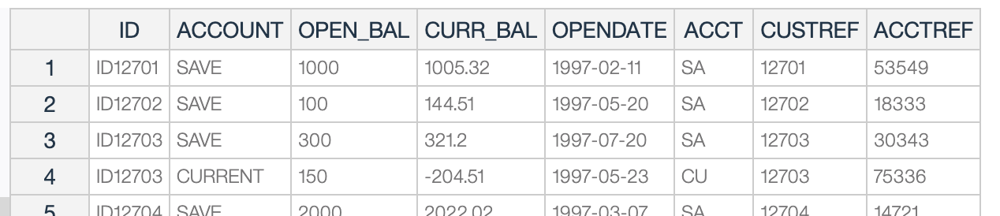 ID ACCOUNT OPEN_BAL CURR_BAL OPENDATE ACCT CUSTREF ACCTREF
1 ID12701 SAVE 1000 1005.32 1997-02-11 SA 12701 53549
2 ID12702 SAVE 100 144.51 1997-05-20 SA 12702 18333
3 ID12703 SAVE 300 321.2 1997-07-20 SA 12703 30343
4 ID12703 CURRENT 150 -204.51 1997-05-23 CU 12703 75336
5 ID12704 SAVE 2000 2022.02 1997-03-07 SA 12704 14721